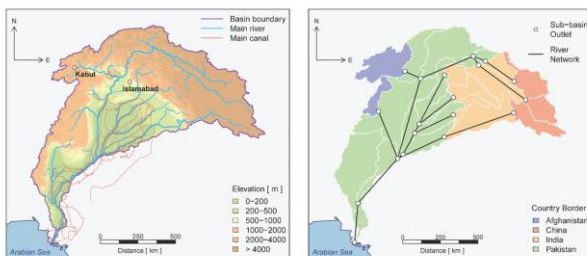 N
E
Basin boundary
Main river
Main canal
Kabul
Islamabad
Elevation [ m ]
0~200
200~500
500~1000
1000~2000
2000~4000
> 4000
Arabian Sea
0
250
500
Distance [ km ]
N
E
Sub-basin
Outlet
River
Network
Country Border
Afghanistan
China
India
Pakistan
Arabian Sea
0
250
500
Distance [ km ]